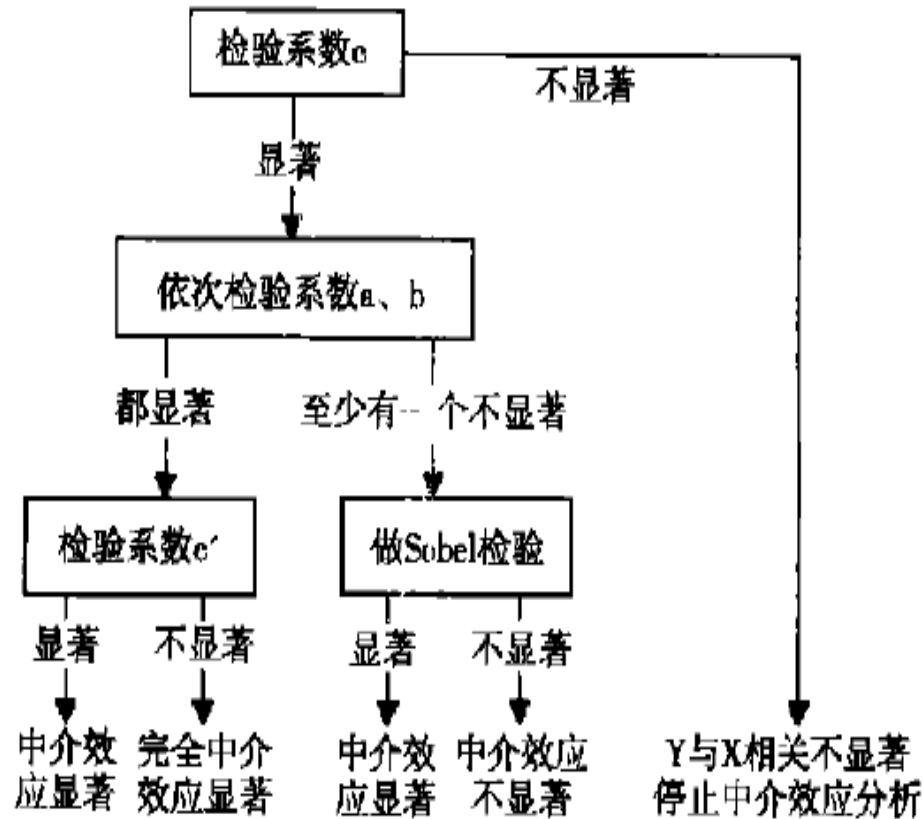 检验系数c
不显著
显著
依次检验系数a、b
都显著
至少有一个不显著
检验系数c'
做Sobel检验
显著
不显著
显著
不显著
中介效
应显著
完全中介
效应显著
中介效
应显著
中介效应
不显著
Y与X相关不显著
停止中介效应分析